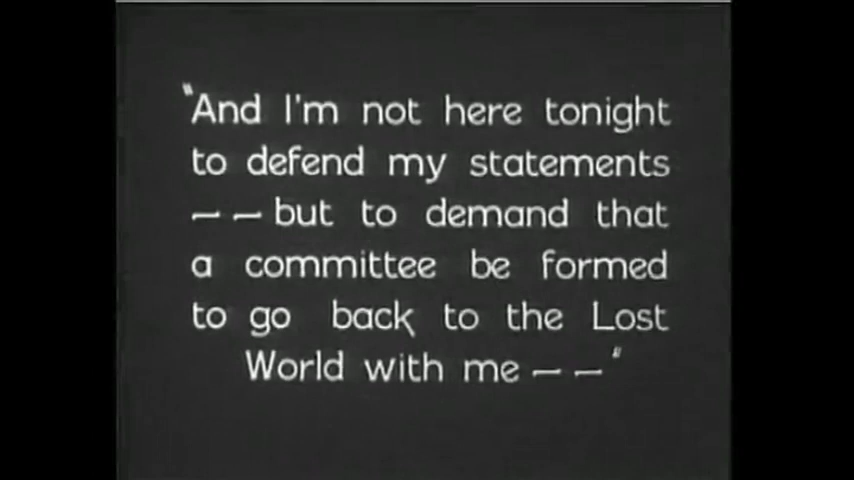 "And I'm not here tonight
to defend my statements
– – but to demand that
a committee be formed
to go back to the Lost
World with me – – "